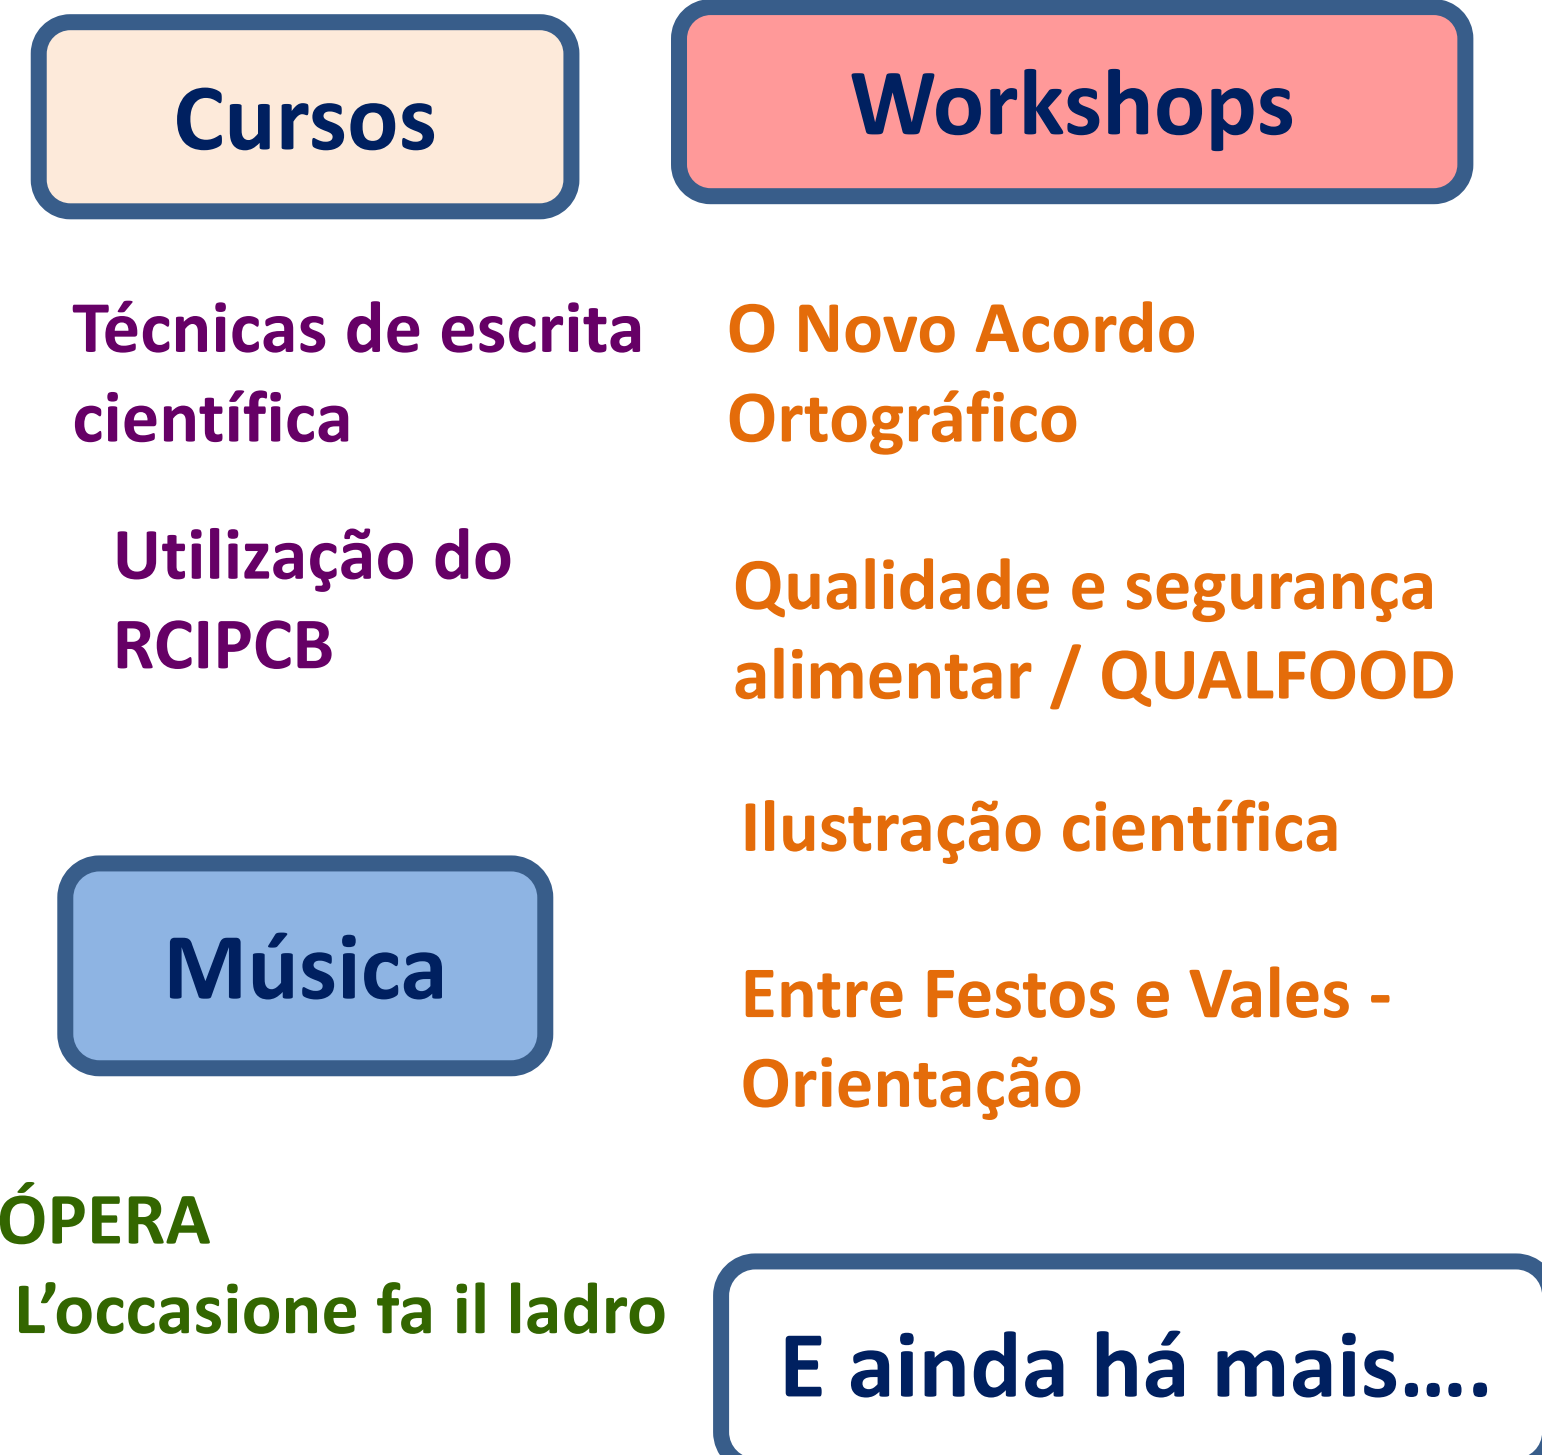 Cursos
Técnicas de escrita
científica
Utilização do
RCIPCB
Música
ÓPERA
L’occasione fa il ladro
Workshops
O Novo Acordo
Ortográfico
Qualidade e segurança
alimentar / QUALFOOD
Ilustração científica
Entre Festos e Vales -
Orientação
E ainda há mais....